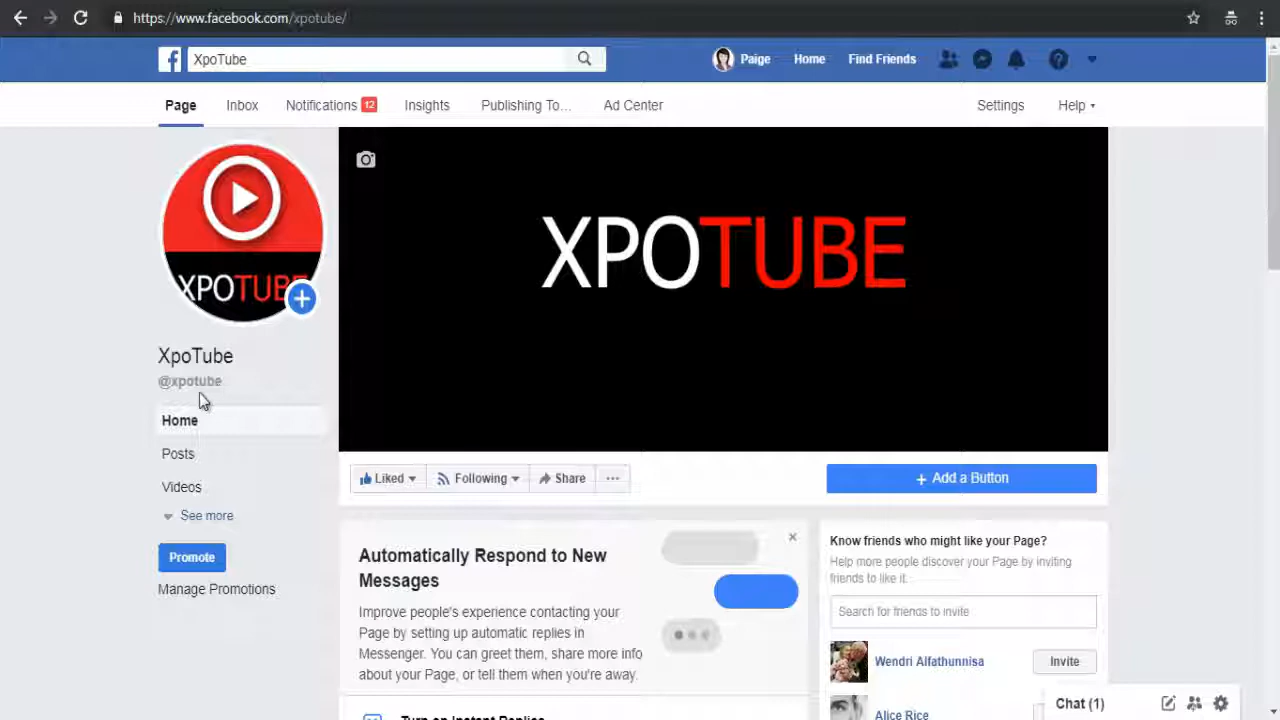 https://www.facebook.com/xpotube/
XpoTube
Paige Home Find Friends
Page Inbox Notifications 12 Insights Publishing To... Ad Center Settings Help
XPOTUBE
XPOTUBE
XpoTube
@xpotube
Home
Posts
Videos
See more
Promote
Manage Promotions
Liked Following Share ...
+ Add a Button
Automatically Respond to New
Messages
Improve people's experience contacting your
Page by setting up automatic replies in
Messenger. You can greet them, share more info
about your Page, or tell them when you're away.
Turn on Instant Replies
Know friends who might like your Page?
Help more people discover your Page by inviting
friends to like it.
Search for friends to invite
Wendri Alfathunnisa Invite
Alice Rice
Chat (1)